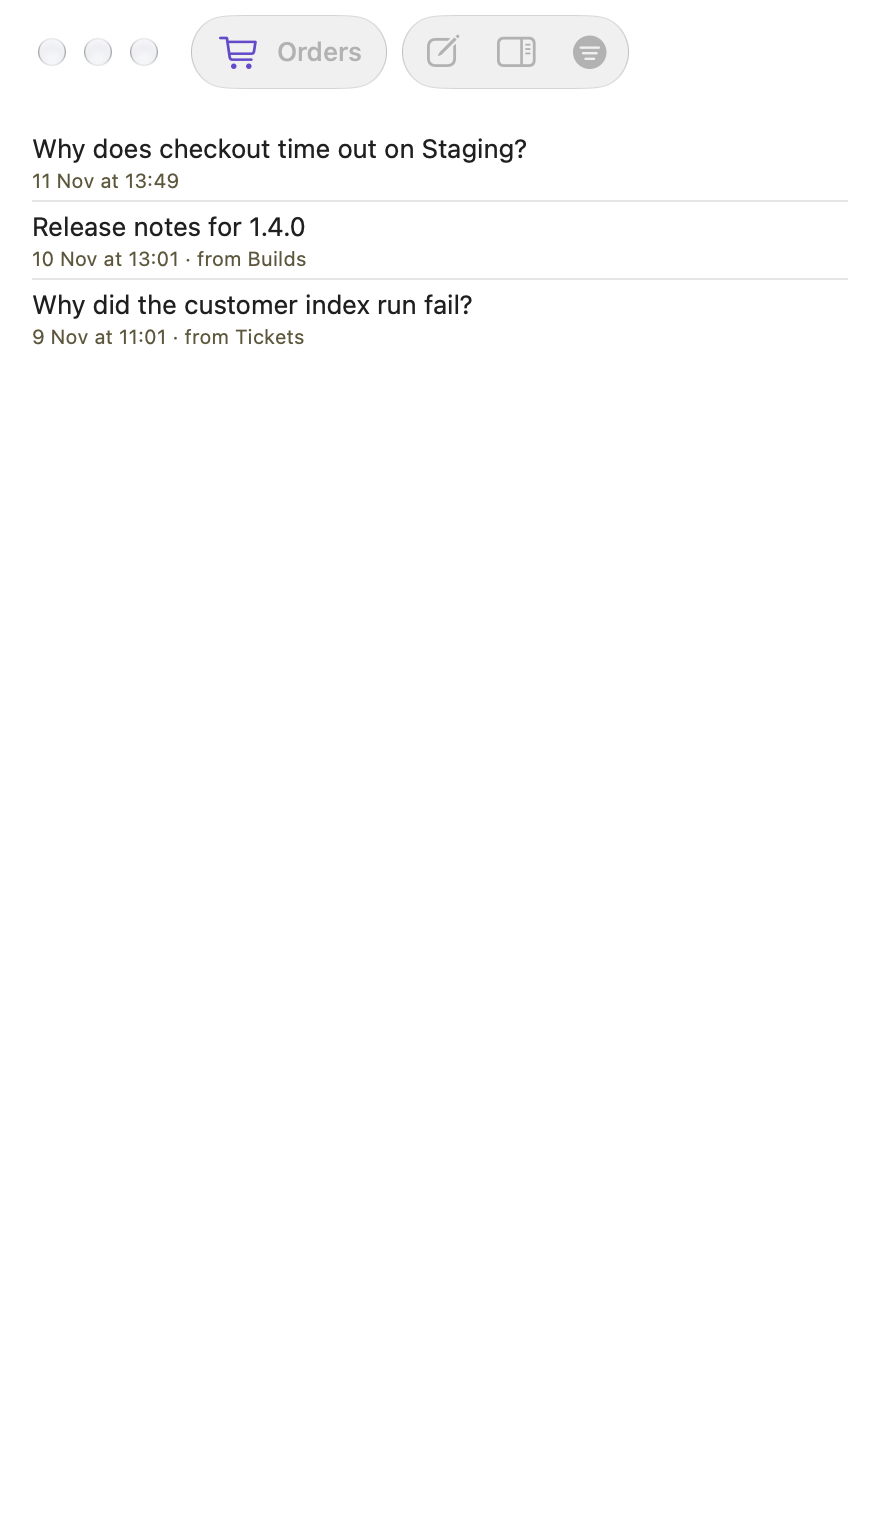 Orders
Why does checkout time out on Staging?
11 Nov at 13:49
Release notes for 1.4.0
10 Nov at 13:01 · from Builds
Why did the customer index run fail?
9 Nov at 11:01 · from Tickets